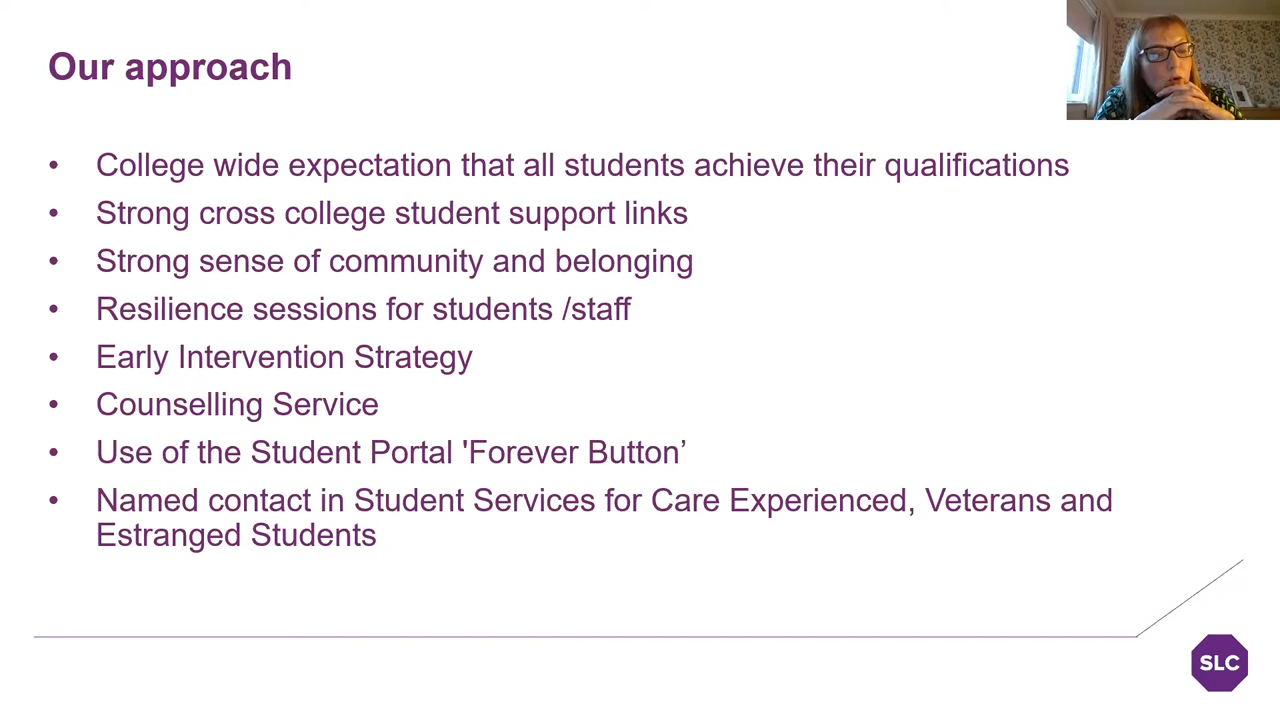 Our approach
• College wide expectation that all students achieve their qualifications
• Strong cross college student support links
• Strong sense of community and belonging
• Resilience sessions for students /staff
• Early Intervention Strategy
• Counselling Service
• Use of the Student Portal 'Forever Button’
• Named contact in Student Services for Care Experienced, Veterans and
Estranged Students
SLC